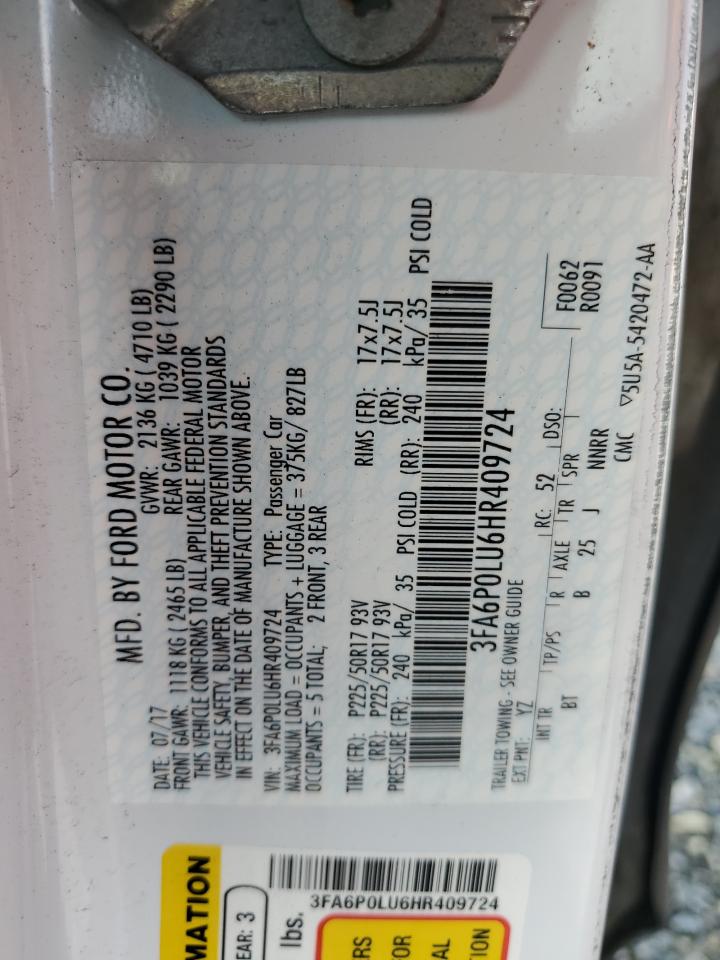 MFD. BY FORD MOTOR CO.
DATE: 07/17 GVWR: 2136 KG ( 4710 LB)
FRONT GAWR: 1118 KG ( 2465 LB) REAR GAWR: 1039 KG ( 2290 LB)
THIS VEHICLE CONFORMS TO ALL APPLICABLE FEDERAL MOTOR
VEHICLE SAFETY, BUMPER, AND THEFT PREVENTION STANDARDS
IN EFFECT ON THE DATE OF MANUFACTURE SHOWN ABOVE.
VIN: 3FA6P0LU6HR409724 TYPE: Passenger Car
MAXIMUM LOAD = OCCUPANTS + LUGGAGE = 375KG/ 827LB
OCCUPANTS = 5 TOTAL; 2 FRONT, 3 REAR
TIRE (FR): P225/50R17 93V RIMS (FR): 17x7.5J
(RR): P225/50R17 93V (RR): 17x7.5J
PRESSURE (FR): 240 kPa/ 35 PSI COLD (RR): 240 kPa/ 35 PSI COLD
3FA6P0LU6HR409724
TRAILER TOWING - SEE OWNER GUIDE
EXT PNT: YZ RC: 52 DSO: F0062
R0091
INT TR TP/PS R AXLE TR SPR
BT B 25 J NNRR
CMC ▽5U5A-5420472-AA
MATION
EAR: 3
lbs.
3FA6P0LU6HR409724
ERS
FOR
AL
TION